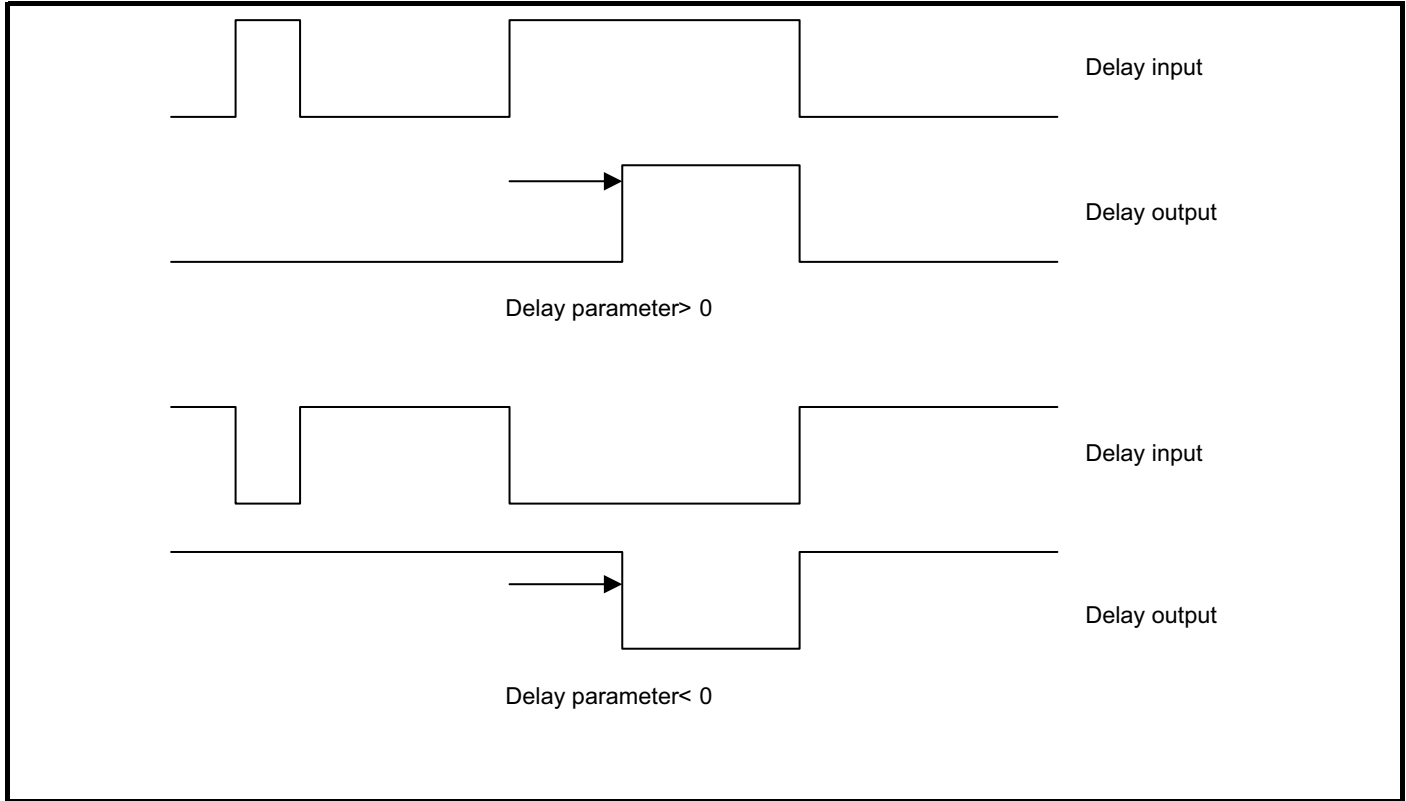 Delay input
Delay output
Delay parameter> 0
Delay input
Delay output
Delay parameter< 0